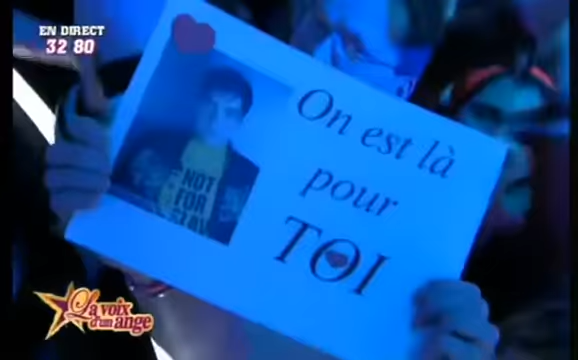 EN DIRECT
32 80
On est là
pour
TOI
NOT
FOR
La voix
d'un ange